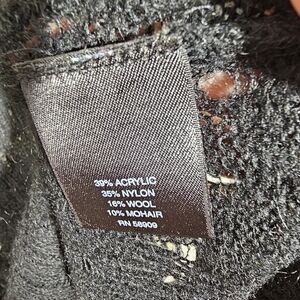 39% ACRYLIC
35% NYLON
16% WOOL
10% MOHAIR
RN 58909